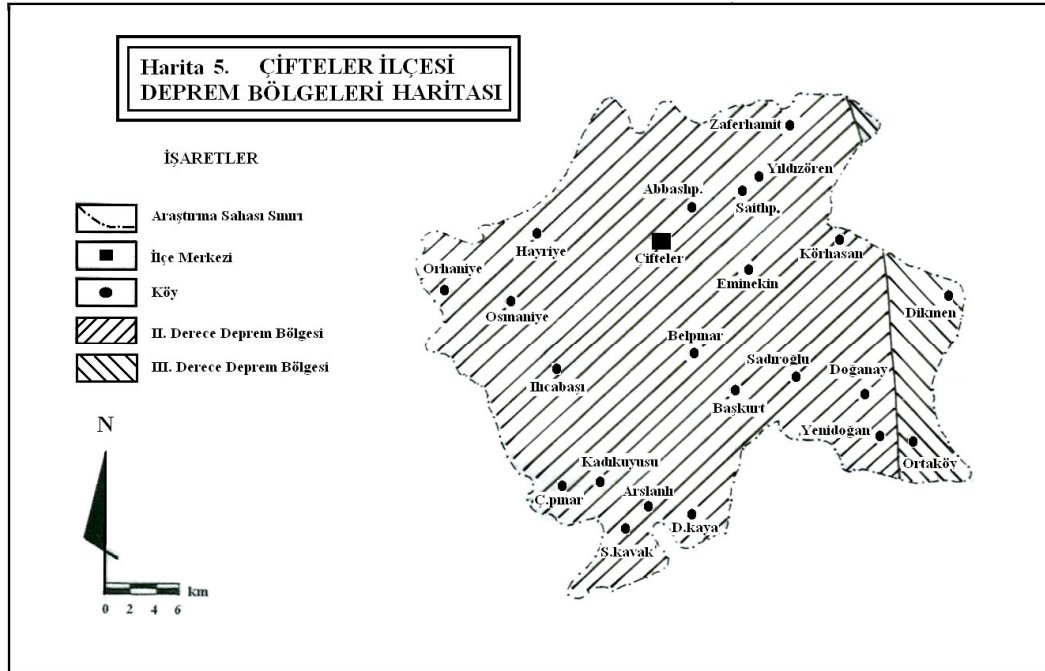 Harita 5. ÇİFTELER İLÇESİ
DEPREM BÖLGELERİ HARİTASI
İŞARETLER
Araştırma Sahası Sınırı
İlçe Merkezi
Köy
II. Derece Deprem Bölgesi
III. Derece Deprem Bölgesi
N
km
0 2 4 6
Zaferhamit
Yıldızören
Abbashp.
Saithp.
Hayriye
Çifteler
Körhasan
Orhaniye
Eminekin
Osmaniye
Dikmen
Belpınar
Sadıroğlu
Doğanay
Ilıcabaşı
Başkurt
Yenidoğan
Ortaköy
Kadıkuyusu
Ç.pınar
Arslanlı
D.kaya
S.kavak